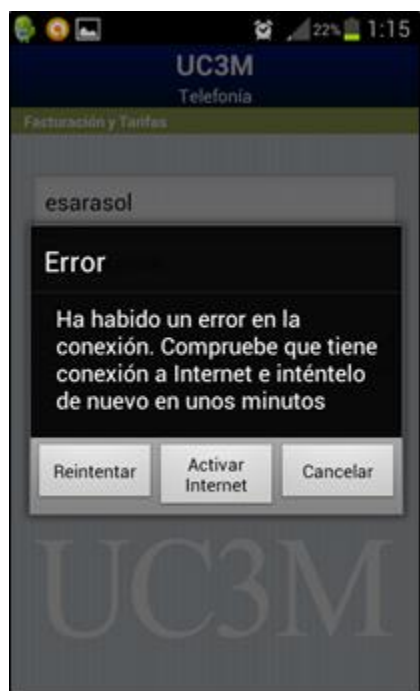 22% 1:15
UC3M
Telefonía
Facturación y Tarifas
esarasol
Error
Ha habido un error en la
conexión. Compruebe que tiene
conexión a Internet e inténtelo
de nuevo en unos minutos
Reintentar
Activar
Internet
Cancelar
UC3M